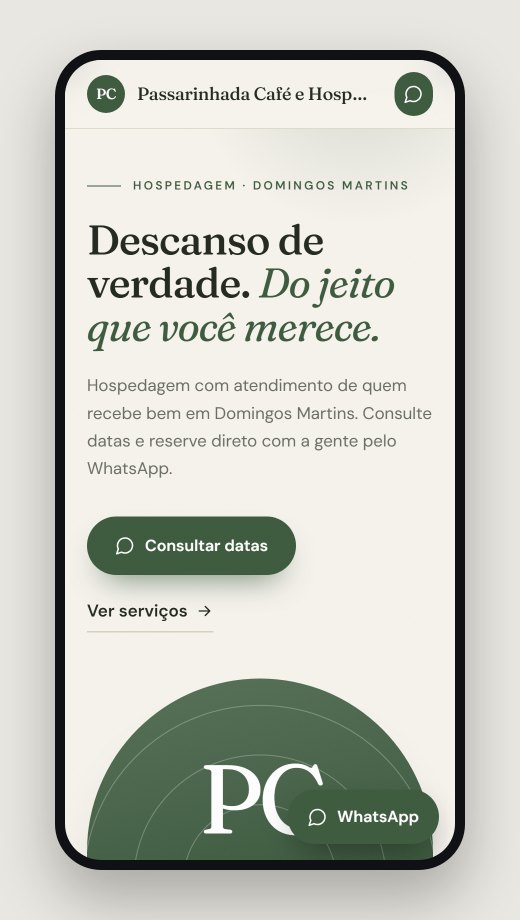 PC Passarinhada Café e Hosp...
HOSPEDAGEM · DOMINGOS MARTINS
Descanso de
verdade. Do jeito
que você merece.
Hospedagem com atendimento de quem
recebe bem em Domingos Martins. Consulte
datas e reserve direto com a gente pelo
WhatsApp.
Consultar datas
Ver serviços →
PC
WhatsApp